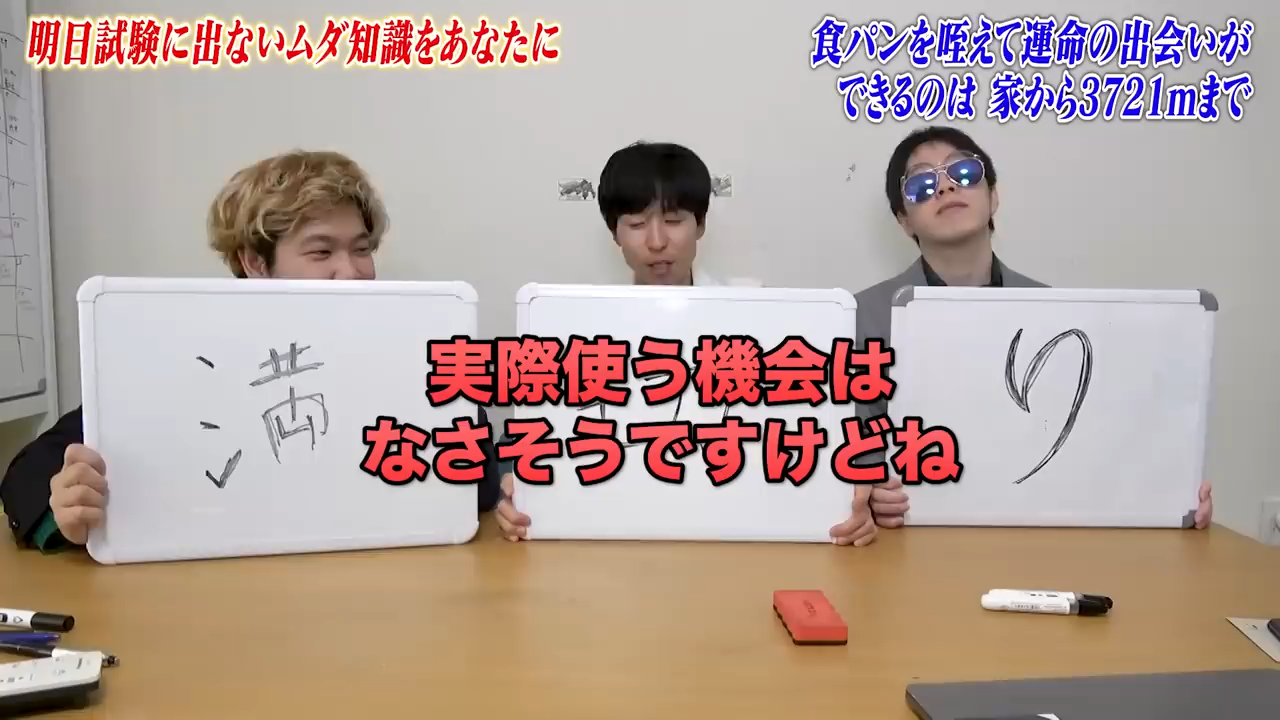 明日試験に出ないムダ知識をあなたに
食パンを咥えて運命の出会いが
できるのは 家から3721mまで
満
り
実際使う機会は
なさそうですけどね